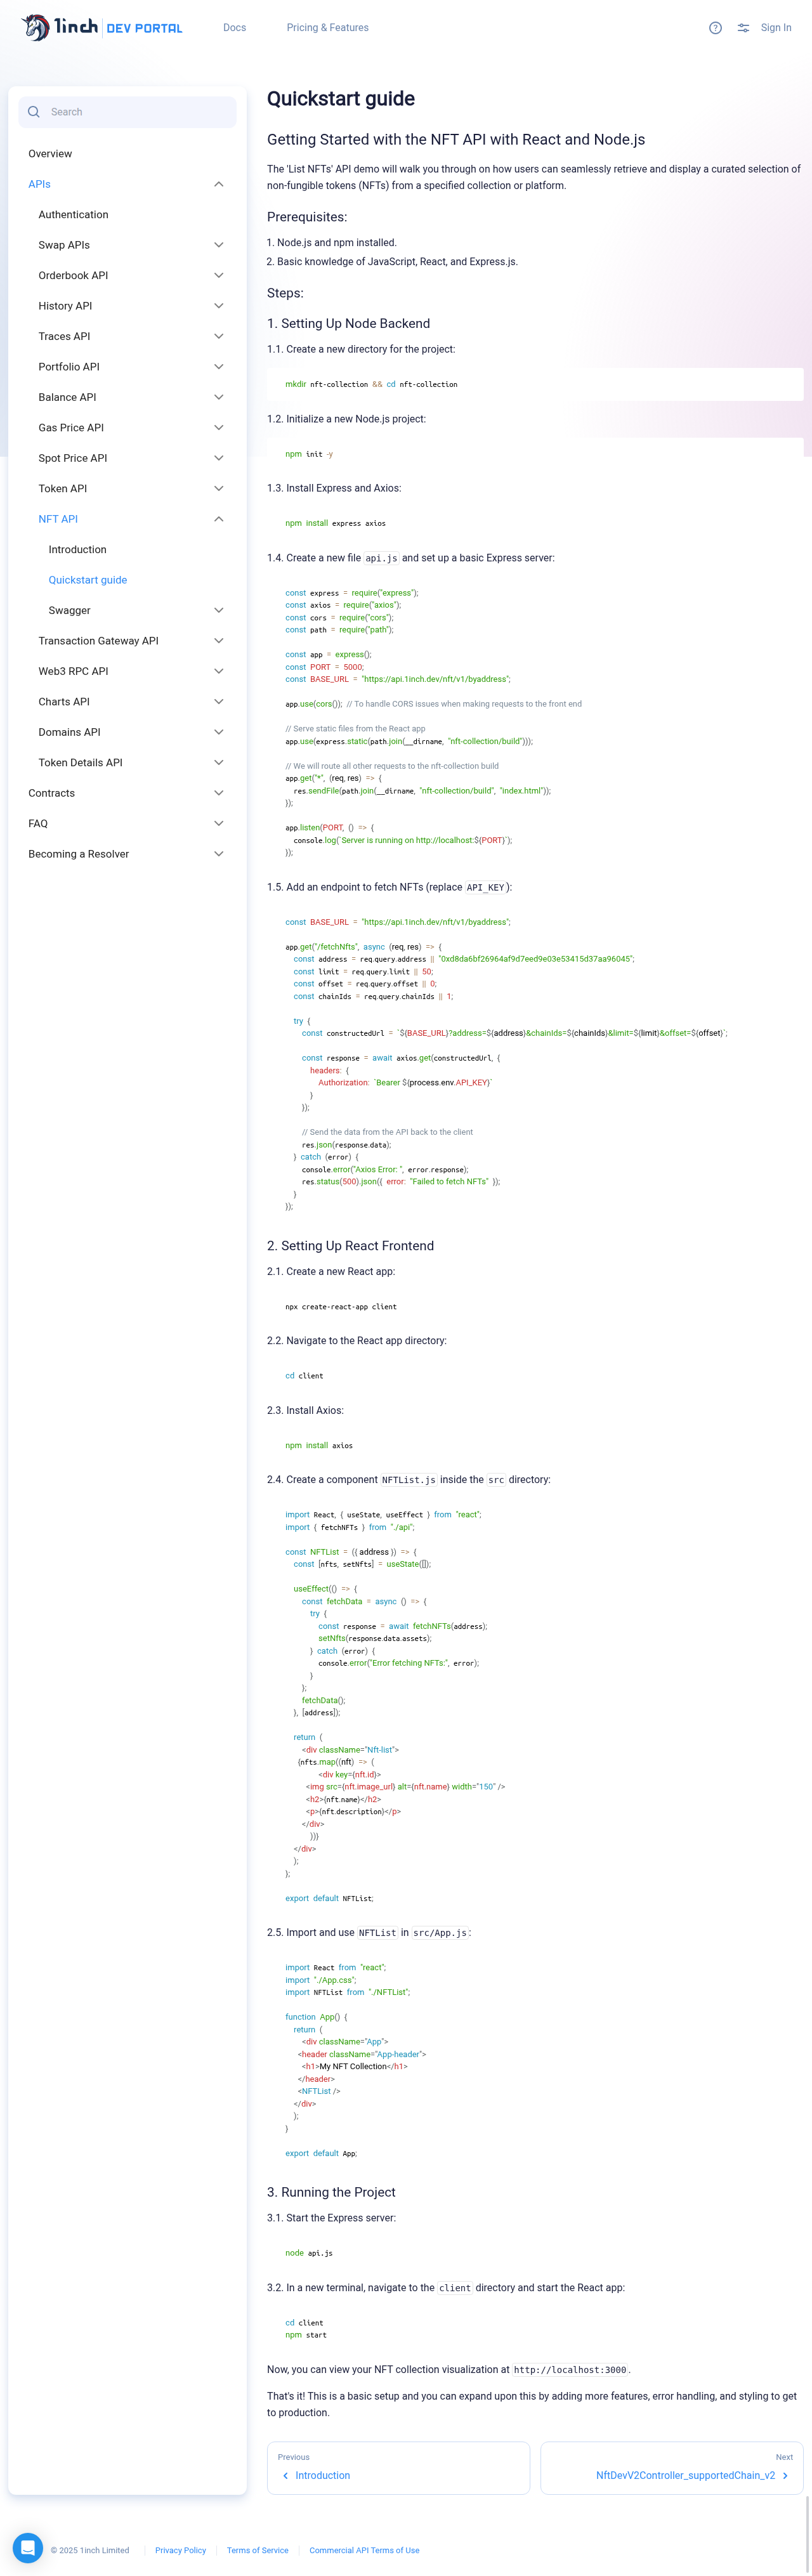 1inch DEV PORTAL
Docs
Pricing & Features
Sign In
Search
Overview
APIs
Authentication
Swap APIs
Orderbook API
History API
Traces API
Portfolio API
Balance API
Gas Price API
Spot Price API
Token API
NFT API
Introduction
Quickstart guide
Swagger
Transaction Gateway API
Web3 RPC API
Charts API
Domains API
Token Details API
Contracts
FAQ
Becoming a Resolver
Quickstart guide
Getting Started with the NFT API with React and Node.js
The 'List NFTs' API demo will walk you through on how users can seamlessly retrieve and display a curated selection of
non-fungible tokens (NFTs) from a specified collection or platform.
Prerequisites:
1. Node.js and npm installed.
2. Basic knowledge of JavaScript, React, and Express.js.
Steps:
1. Setting Up Node Backend
1.1. Create a new directory for the project:
mkdir nft-collection && cd nft-collection
1.2. Initialize a new Node.js project:
npm init -y
1.3. Install Express and Axios:
npm install express axios
1.4. Create a new file api.js and set up a basic Express server:
const express = require("express");
const axios = require("axios");
const cors = require("cors");
const path = require("path");
const app = express();
const PORT = 5000;
const BASE_URL = "https://api.1inch.dev/nft/v1/byaddress";
app.use(cors()); // To handle CORS issues when making requests to the front end
// Serve static files from the React app
app.use(express.static(path.join(__dirname, "nft-collection/build")));
// We will route all other requests to the nft-collection build
app.get("*", (req, res) => {
res.sendFile(path.join(__dirname, "nft-collection/build", "index.html"));
});
app.listen(PORT, () => {
console.log(`Server is running on http://localhost:${PORT}`);
});
1.5. Add an endpoint to fetch NFTs (replace API_KEY):
const BASE_URL = "https://api.1inch.dev/nft/v1/byaddress";
app.get("/fetchNfts", async (req, res) => {
const address = req.query.address || "0xd8da6bf26964af9d7eed9e03e53415d37aa96045";
const limit = req.query.limit || 50;
const offset = req.query.offset || 0;
const chainIds = req.query.chainIds || 1;
try {
const constructedUrl = `${BASE_URL}?address=${address}&chainIds=${chainIds}&limit=${limit}&offset=${offset}`;
const response = await axios.get(constructedUrl, {
headers: {
Authorization: `Bearer ${process.env.API_KEY}`
}
});
// Send the data from the API back to the client
res.json(response.data);
} catch (error) {
console.error("Axios Error: ", error.response);
res.status(500).json({ error: "Failed to fetch NFTs" });
}
});
2. Setting Up React Frontend
2.1. Create a new React app:
npx create-react-app client
2.2. Navigate to the React app directory:
cd client
2.3. Install Axios:
npm install axios
2.4. Create a component NFTList.js inside the src directory:
import React, { useState, useEffect } from "react";
import { fetchNFTs } from "./api";
const NFTList = ({ address }) => {
const [nfts, setNfts] = useState([]);
useEffect(() => {
const fetchData = async () => {
try {
const response = await fetchNFTs(address);
setNfts(response.data.assets);
} catch (error) {
console.error("Error fetching NFTs:", error);
}
};
fetchData();
}, [address]);
return (
<div className="Nft-list">
{nfts.map((nft) => (
<div key={nft.id}>
<img src={nft.image_url} alt={nft.name} width="150" />
<h2>{nft.name}</h2>
<p>{nft.description}</p>
</div>
))}
</div>
);
};
export default NFTList;
2.5. Import and use NFTList in src/App.js:
import React from "react";
import "./App.css";
import NFTList from "./NFTList";
function App() {
return (
<div className="App">
<header className="App-header">
<h1>My NFT Collection</h1>
</header>
<NFTList />
</div>
);
}
export default App;
3. Running the Project
3.1. Start the Express server:
node api.js
3.2. In a new terminal, navigate to the client directory and start the React app:
cd client
npm start
Now, you can view your NFT collection visualization at http://localhost:3000.
That's it! This is a basic setup and you can expand upon this by adding more features, error handling, and styling to get
to production.
Previous
Introduction
Next
NftDevV2Controller_supportedChain_v2
© 2025 1inch Limited
Privacy Policy
Terms of Service
Commercial API Terms of Use